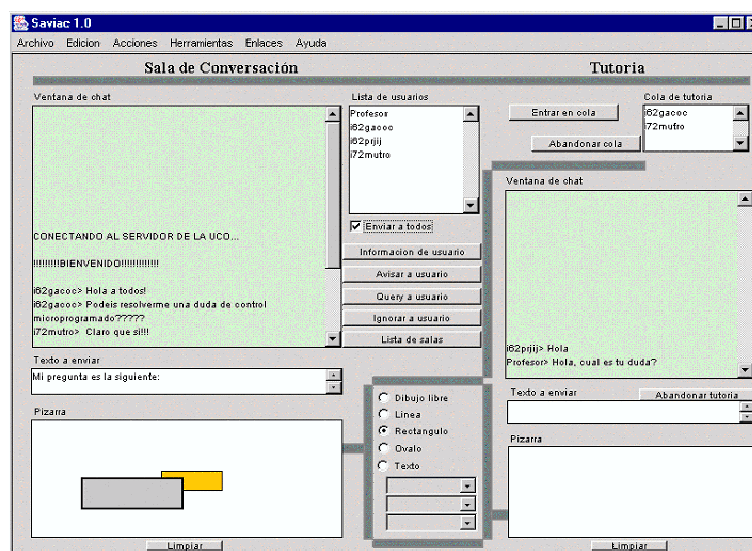 Saviac 1.0
Archivo Edicion Acciones Herramientas Enlaces Ayuda
Sala de Conversación
Ventana de chat
CONECTANDO AL SERVIDOR DE LA UCO...
!!!!!!!!!BIENVENIDO!!!!!!!!!!!!!
i62gacoc> Hola a todos!
i62gacoc> Podeis resolverme una duda de control
microprogramado?????
i72mutro> Claro que si!!!
Texto a enviar
Mi pregunta es la siguiente:
Pizarra
Limpiar
Lista de usuarios
Profesor
i62gacoc
i62prjij
i72mutro
Enviar a todos
Informacion de usuario
Avisar a usuario
Query a usuario
Ignorar a usuario
Lista de salas
Dibujo libre
Linea
Rectangulo
Ovalo
Texto
Tutoria
Entrar en cola
Abandonar cola
Cola de tutoria
i62gacoc
i72mutro
Ventana de chat
i62prjij> Hola
Profesor> Hola, cual es tu duda?
Texto a enviar
Abandonar tutoria
Pizarra
Limpiar